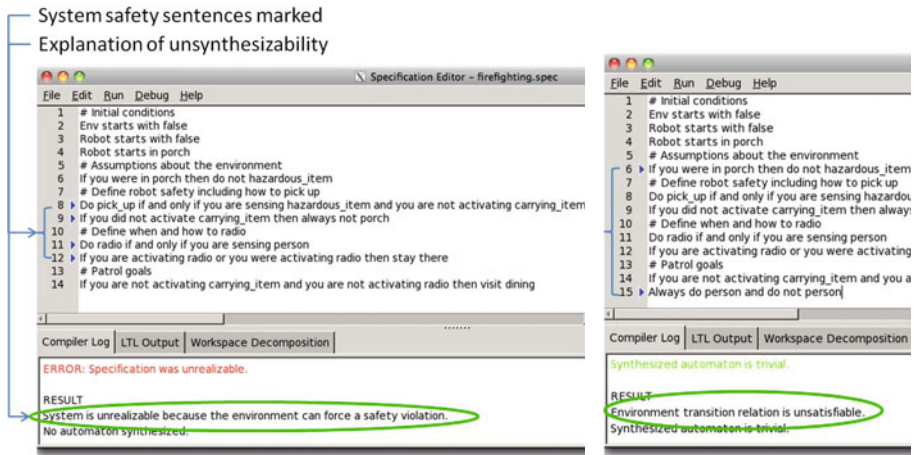 System safety sentences marked
Explanation of unsynthesizability
Specification Editor – firefighting.spec
File Edit Run Debug Help
1 # Initial conditions
2 Env starts with false
3 Robot starts with false
4 Robot starts in porch
5 # Assumptions about the environment
6 If you were in porch then do not hazardous_item
7 # Define robot safety including how to pick up
8 Do pick_up if and only if you are sensing hazardous_item and you are not activating carrying_item
9 If you did not activate carrying_item then always not porch
10 # Define when and how to radio
11 Do radio if and only if you are sensing person
12 If you are activating radio or you were activating radio then stay there
13 # Patrol goals
14 If you are not activating carrying_item and you are not activating radio then visit dining
Compiler Log LTL Output Workspace Decomposition
ERROR: Specification was unrealizable.
RESULT
System is unrealizable because the environment can force a safety violation.
No automaton synthesized.
File Edit Run Debug Help
1 # Initial conditions
2 Env starts with false
3 Robot starts with false
4 Robot starts in porch
5 # Assumptions about the environment
6 If you were in porch then do not hazardous_item
7 # Define robot safety including how to pick up
8 Do pick_up if and only if you are sensing hazardou
9 If you did not activate carrying_item then always
10 # Define when and how to radio
11 Do radio if and only if you are sensing person
12 If you are activating radio or you were activating
13 # Patrol goals
14 If you are not activating carrying_item and you a
15 Always do person and do not person
Compiler Log LTL Output Workspace Decomposition
Synthesized automaton is trivial.
RESULT
Environment transition relation is unsatisfiable.
Synthesized automaton is trivial.